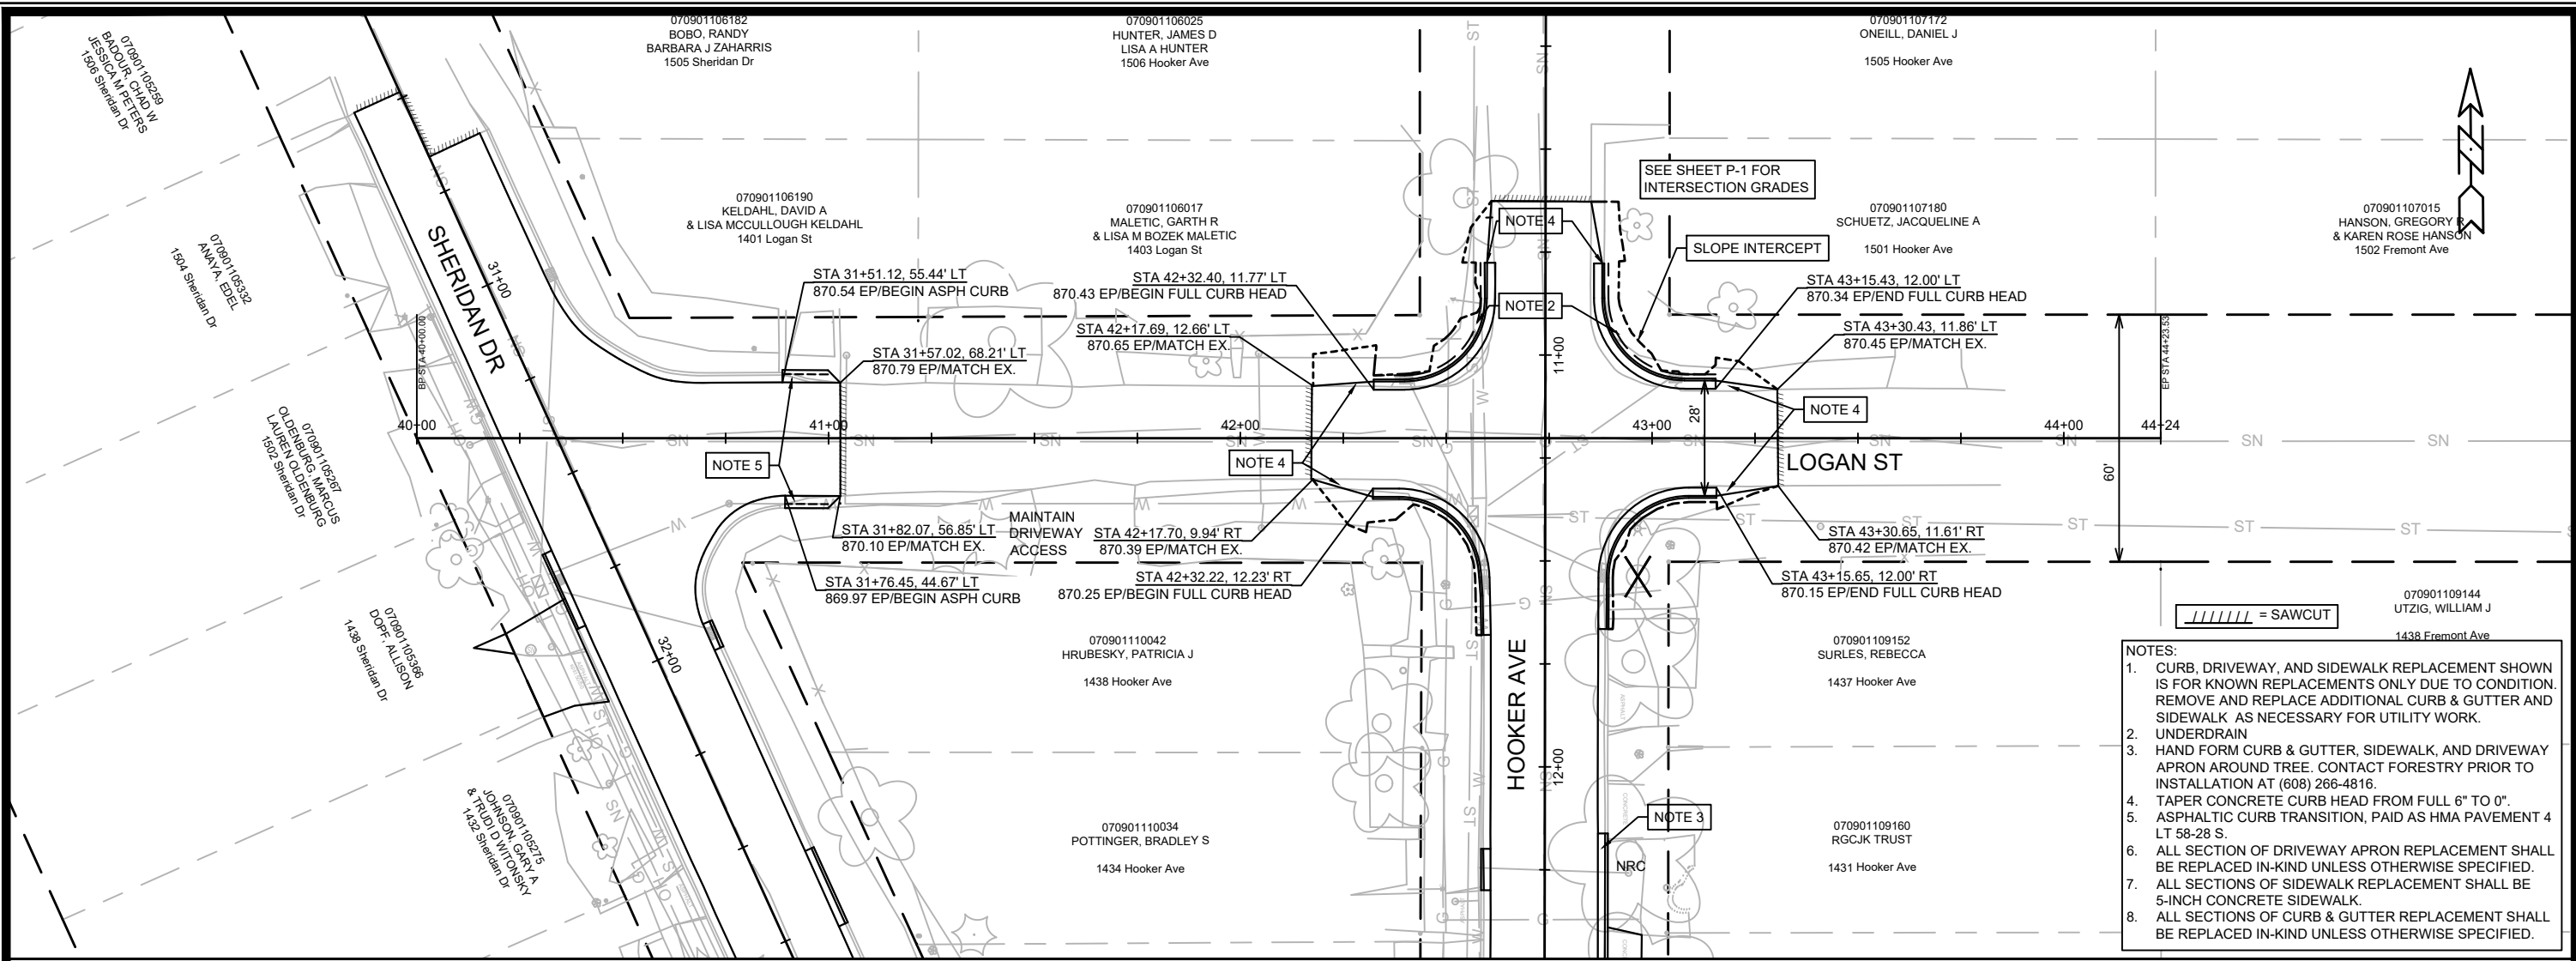 070901106182
BOBO, RANDY
BARBARA J ZAHARRIS
1505 Sheridan Dr
070901106025
HUNTER, JAMES D
LISA A HUNTER
1506 Hooker Ave
070901107172
ONEILL, DANIEL J
1505 Hooker Ave
070901105259
BADOUR, CHAD W
JESSICA M PETERS
1506 Sheridan Dr
070901105332
ANAYA, EDEL
1504 Sheridan Dr
070901105267
OLDENBURG, MARCUS
LAUREN OLDENBURG
1502 Sheridan Dr
070901105366
DOPF, ALLISON
1438 Sheridan Dr
070901105275
JOHNSON, GARY A
& TRUDI D WITONSKY
1432 Sheridan Dr
070901106190
KELDAHL, DAVID A
& LISA MCCULLOUGH KELDAHL
1401 Logan St
070901106017
MALETIC, GARTH R
& LISA M BOZEK MALETIC
1403 Logan St
070901107180
SCHUETZ, JACQUELINE A
1501 Hooker Ave
070901107015
HANSON, GREGORY R
& KAREN ROSE HANSON
1502 Fremont Ave
SEE SHEET P-1 FOR
INTERSECTION GRADES
SLOPE INTERCEPT
NOTE 4
NOTE 2
STA 31+51.12, 55.44' LT
870.54 EP/BEGIN ASPH CURB
STA 42+32.40, 11.77' LT
870.43 EP/BEGIN FULL CURB HEAD
STA 43+15.43, 12.00' LT
870.34 EP/END FULL CURB HEAD
STA 31+57.02, 68.21' LT
870.79 EP/MATCH EX.
STA 42+17.69, 12.66' LT
870.65 EP/MATCH EX.
STA 43+30.43, 11.86' LT
870.45 EP/MATCH EX.
SHERIDAN DR
31+00
32+00
BP STA 40+00.00
EP STA 44+23.53
40+00
41+00
42+00
43+00
44+00
44+24
11+00
12+00
28'
60'
NOTE 4
NOTE 5
NOTE 4
LOGAN ST
HOOKER AVE
STA 31+82.07, 56.85' LT
870.10 EP/MATCH EX.
MAINTAIN
DRIVEWAY
ACCESS
STA 42+17.70, 9.94' RT
870.39 EP/MATCH EX.
STA 43+30.65, 11.61' RT
870.42 EP/MATCH EX.
STA 31+76.45, 44.67' LT
869.97 EP/BEGIN ASPH CURB
STA 42+32.22, 12.23' RT
870.25 EP/BEGIN FULL CURB HEAD
STA 43+15.65, 12.00' RT
870.15 EP/END FULL CURB HEAD
070901110042
HRUBESKY, PATRICIA J
1438 Hooker Ave
070901109152
SURLES, REBECCA
1437 Hooker Ave
070901109144
UTZIG, WILLIAM J
1438 Fremont Ave
070901110034
POTTINGER, BRADLEY S
1434 Hooker Ave
070901109160
RGCJK TRUST
1431 Hooker Ave
NOTE 3
NRC
= SAWCUT
NOTES:
1. CURB, DRIVEWAY, AND SIDEWALK REPLACEMENT SHOWN
IS FOR KNOWN REPLACEMENTS ONLY DUE TO CONDITION.
REMOVE AND REPLACE ADDITIONAL CURB & GUTTER AND
SIDEWALK AS NECESSARY FOR UTILITY WORK.
2. UNDERDRAIN
3. HAND FORM CURB & GUTTER, SIDEWALK, AND DRIVEWAY
APRON AROUND TREE. CONTACT FORESTRY PRIOR TO
INSTALLATION AT (608) 266-4816.
4. TAPER CONCRETE CURB HEAD FROM FULL 6" TO 0".
5. ASPHALTIC CURB TRANSITION, PAID AS HMA PAVEMENT 4
LT 58-28 S.
6. ALL SECTION OF DRIVEWAY APRON REPLACEMENT SHALL
BE REPLACED IN-KIND UNLESS OTHERWISE SPECIFIED.
7. ALL SECTIONS OF SIDEWALK REPLACEMENT SHALL BE
5-INCH CONCRETE SIDEWALK.
8. ALL SECTIONS OF CURB & GUTTER REPLACEMENT SHALL
BE REPLACED IN-KIND UNLESS OTHERWISE SPECIFIED.